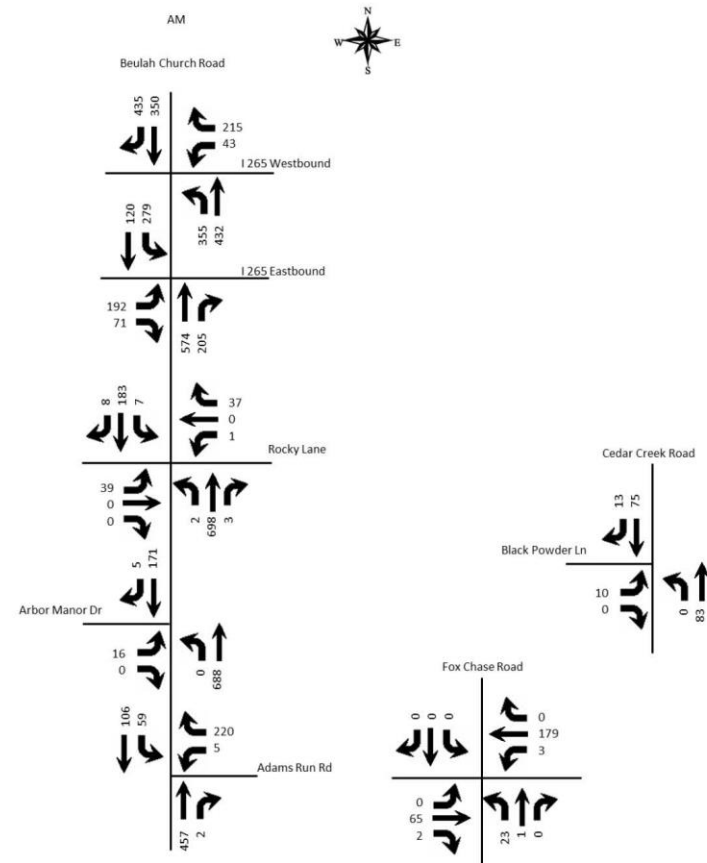 AM
N
W E
S
Beulah Church Road
435 350
215
43
I 265 Westbound
355 432
120 279
I 265 Eastbound
192
71
574 205
8 183 7
37
0
1
Rocky Lane
39
0
0
2 698 3
5 171
Arbor Manor Dr
16
0
0 688
106 59
220
5
Adams Run Rd
457 2
Cedar Creek Road
13 75
Black Powder Ln
10
0
0 83
Fox Chase Road
0 0 0
0
179
3
0
65
2
23 1 0